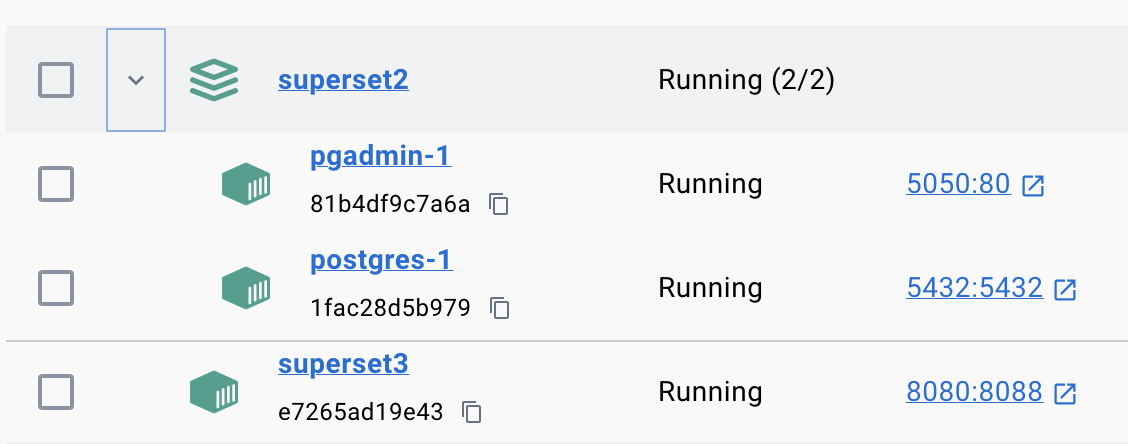 superset2 Running (2/2)
pgadmin-1
81b4df9c7a6a Running 5050:80
postgres-1
1fac28d5b979 Running 5432:5432
superset3
e7265ad19e43 Running 8080:8088